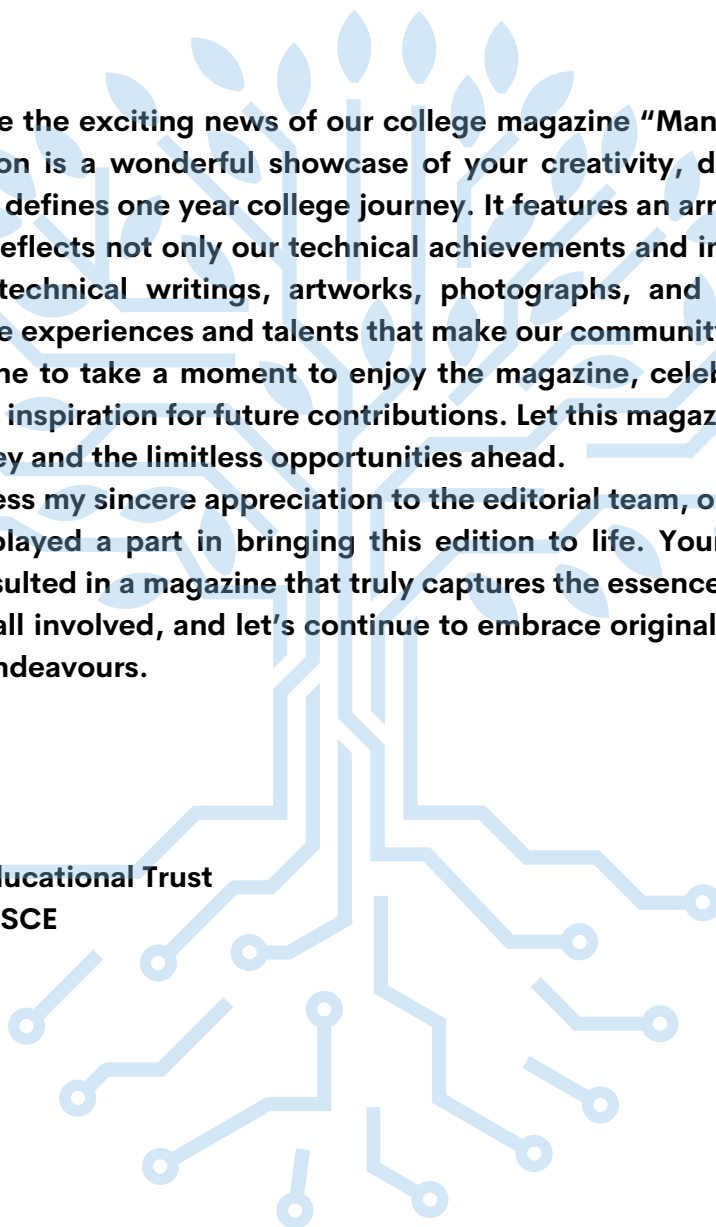 e the exciting news of our college magazine “Man
on is a wonderful showcase of your creativity, d
defines one year college journey. It features an arr
eflects not only our technical achievements and in
technical writings, artworks, photographs, and
e experiences and talents that make our community
ne to take a moment to enjoy the magazine, celeb
inspiration for future contributions. Let this magaz
ey and the limitless opportunities ahead.
ess my sincere appreciation to the editorial team, o
played a part in bringing this edition to life. Your
sulted in a magazine that truly captures the essence
all involved, and let’s continue to embrace original
ndeavours.
ducational Trust
SCE